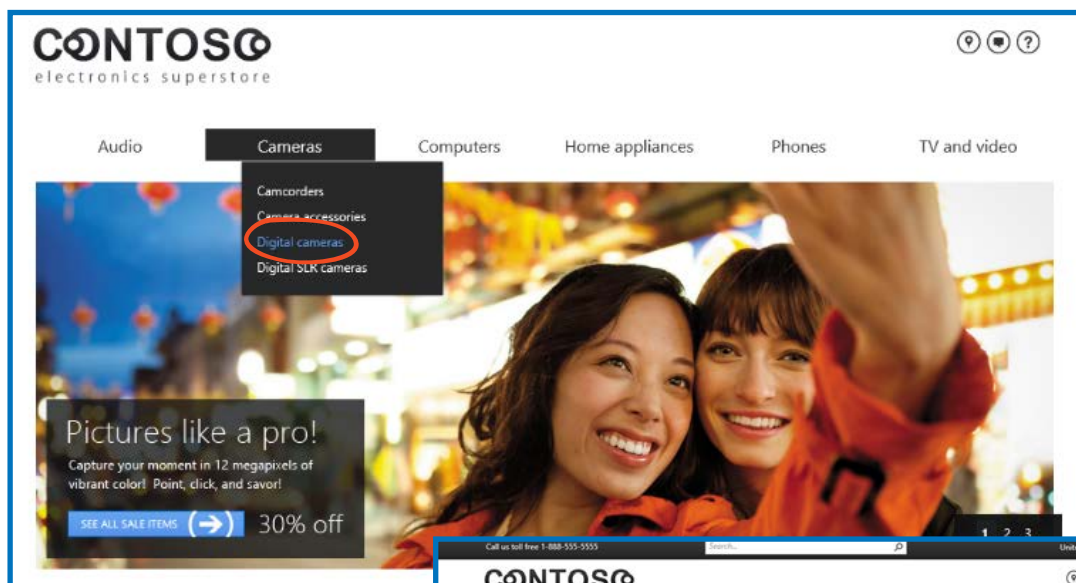 CONTOSO
electronics superstore
?
Audio Cameras Computers Home appliances Phones TV and video
Camcorders
Camera accessories
Digital cameras
Digital SLR cameras
Pictures like a pro!
Capture your moment in 12 megapixels of
vibrant color! Point, click, and savor!
SEE ALL SALE ITEMS 30% off
1 2 3
Call us toll free 1-888-555-5555 Search...
CONTOSO